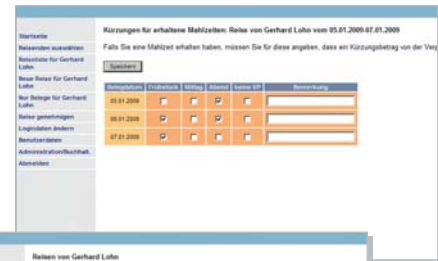 Kürzungen für erhaltene Mahlzeiten: Reise von Gerhard Lohn vom 05.01.2009-07.01.2009
Falls Sie eine Mahlzeit erhalten haben, müssen Sie für diese angeben, dass ein Kürzungsbetrag von der Verp
Speichern
Startseite
Reisenden auswählen
Reiseliste für Gerhard
Lohn
Neue Reise für Gerhard
Lohn
Nur Belege für Gerhard
Lohn
Reise genehmigen
Logindaten ändern
Benutzerdaten
Administration/Buchhalt.
Abmelden
Belegdatum Frühstück Mittag Abend keine VP Bemerkung
05.01.2009
06.01.2009
07.01.2009
Reisen von Gerhard Lohn